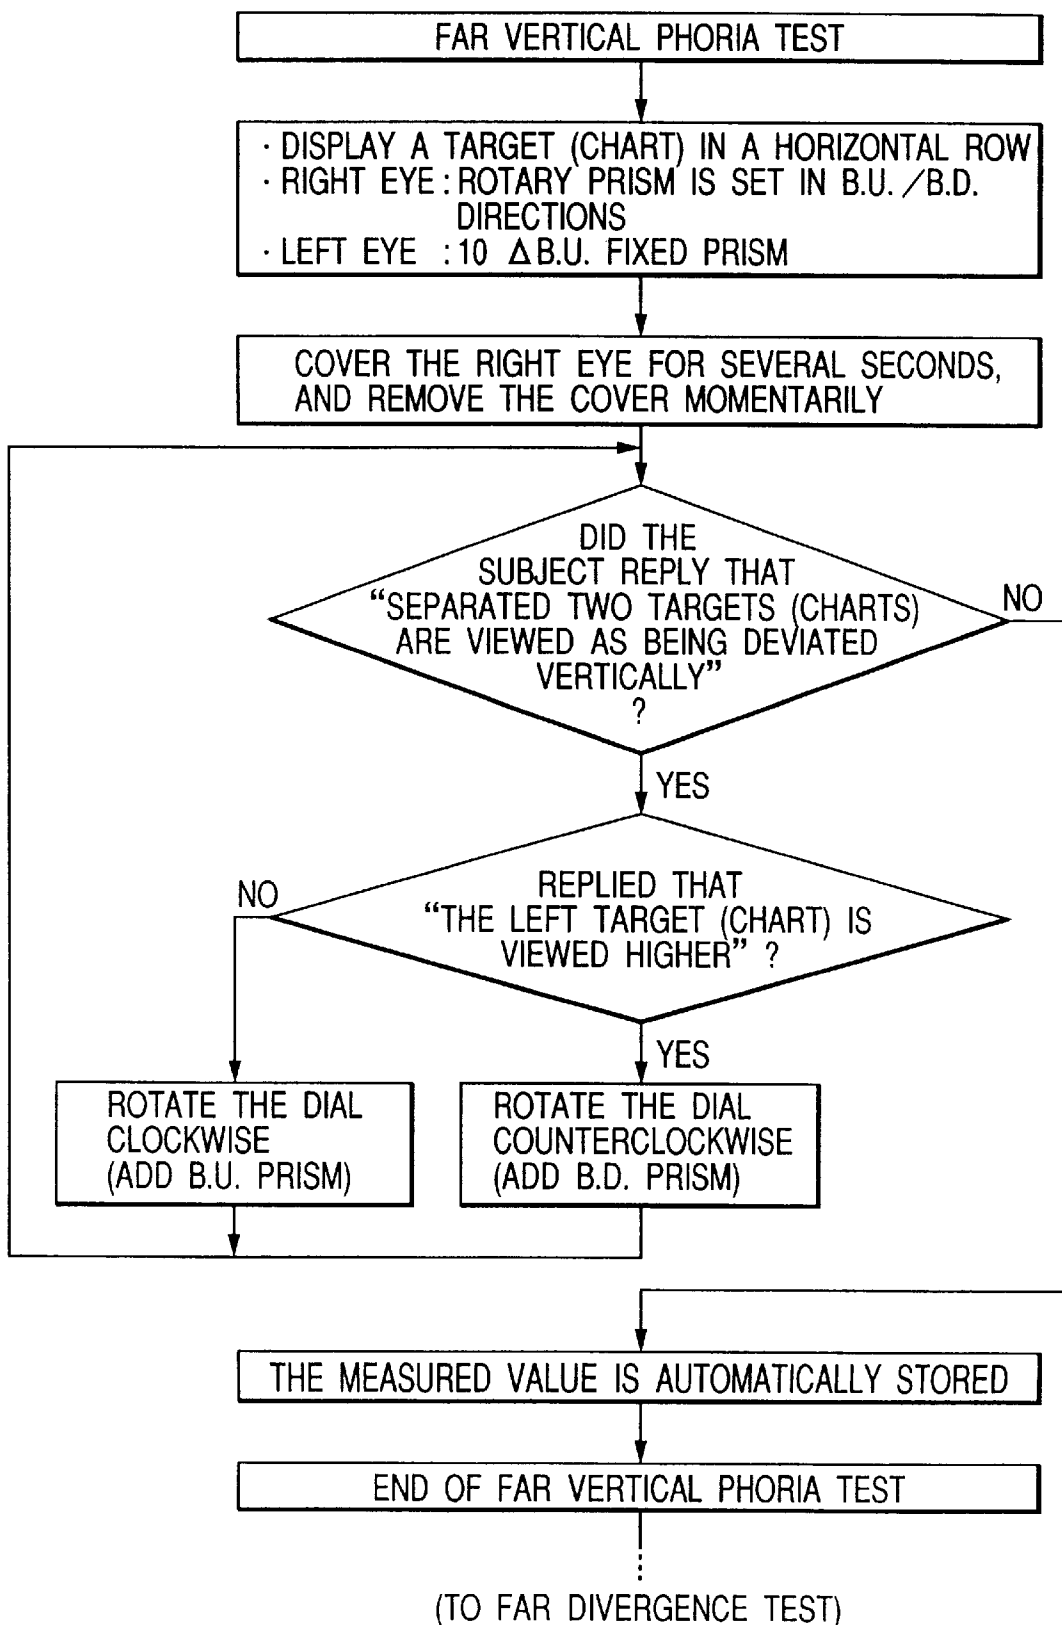 FAR VERTICAL PHORIA TEST
· DISPLAY A TARGET (CHART) IN A HORIZONTAL ROW
· RIGHT EYE : ROTARY PRISM IS SET IN B.U. / B.D.
DIRECTIONS
· LEFT EYE : 10 Δ B.U. FIXED PRISM
COVER THE RIGHT EYE FOR SEVERAL SECONDS,
AND REMOVE THE COVER MOMENTARILY
DID THE
SUBJECT REPLY THAT
“SEPARATED TWO TARGETS (CHARTS)
ARE VIEWED AS BEING DEVIATED
VERTICALLY”
?
NO
YES
REPLIED THAT
“THE LEFT TARGET (CHART) IS
VIEWED HIGHER” ?
NO
YES
ROTATE THE DIAL
CLOCKWISE
(ADD B.U. PRISM)
ROTATE THE DIAL
COUNTERCLOCKWISE
(ADD B.D. PRISM)
THE MEASURED VALUE IS AUTOMATICALLY STORED
END OF FAR VERTICAL PHORIA TEST
(TO FAR DIVERGENCE TEST)